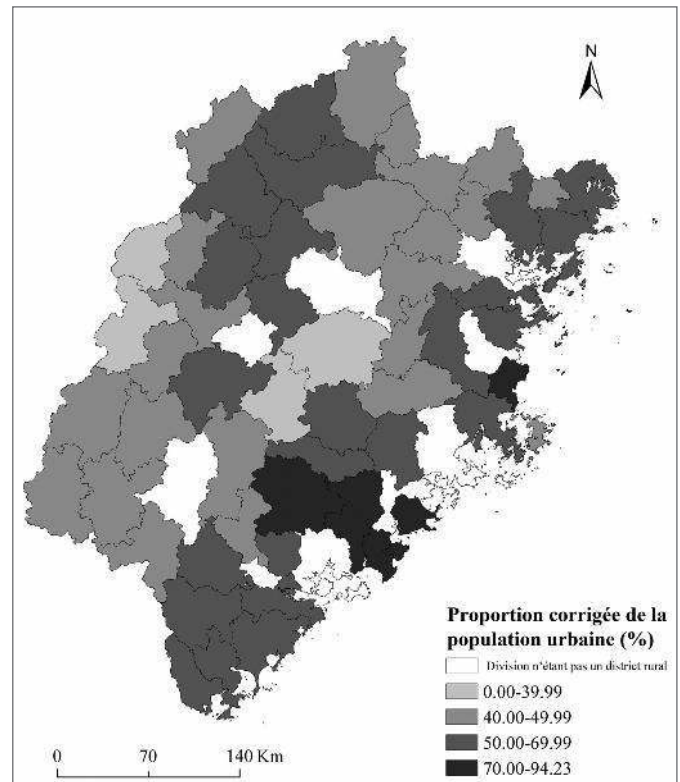 N
Proportion corrigée de la
population urbaine (%)
Division n'étant pas un district rural
0.00-39.99
40.00-49.99
50.00-69.99
70.00-94.23
0 70 140 Km